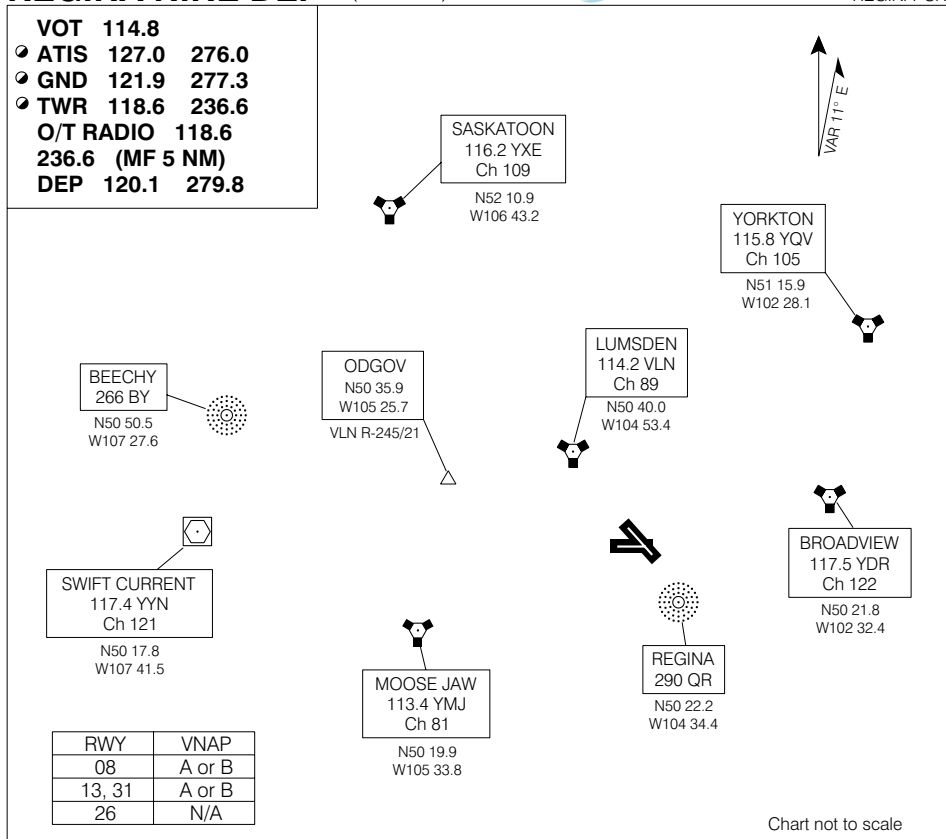 VOT 114.8
ATIS 127.0 276.0
GND 121.9 277.3
TWR 118.6 236.6
O/T RADIO 118.6
236.6 (MF 5 NM)
DEP 120.1 279.8
VAR 11° E
SASKATOON
116.2 YXE
Ch 109
N52 10.9
W106 43.2
YORKTON
115.8 YQV
Ch 105
N51 15.9
W102 28.1
BEECHY
266 BY
N50 50.5
W107 27.6
ODGOV
N50 35.9
W105 25.7
VLN R-245/21
LUMSDEN
114.2 VLN
Ch 89
N50 40.0
W104 53.4
SWIFT CURRENT
117.4 YYN
Ch 121
N50 17.8
W107 41.5
BROADVIEW
117.5 YDR
Ch 122
N50 21.8
W102 32.4
MOOSE JAW
113.4 YMJ
Ch 81
N50 19.9
W105 33.8
REGINA
290 QR
N50 22.2
W104 34.4
RWY VNAP
08 A or B
13, 31 A or B
26 N/A
Chart not to scale